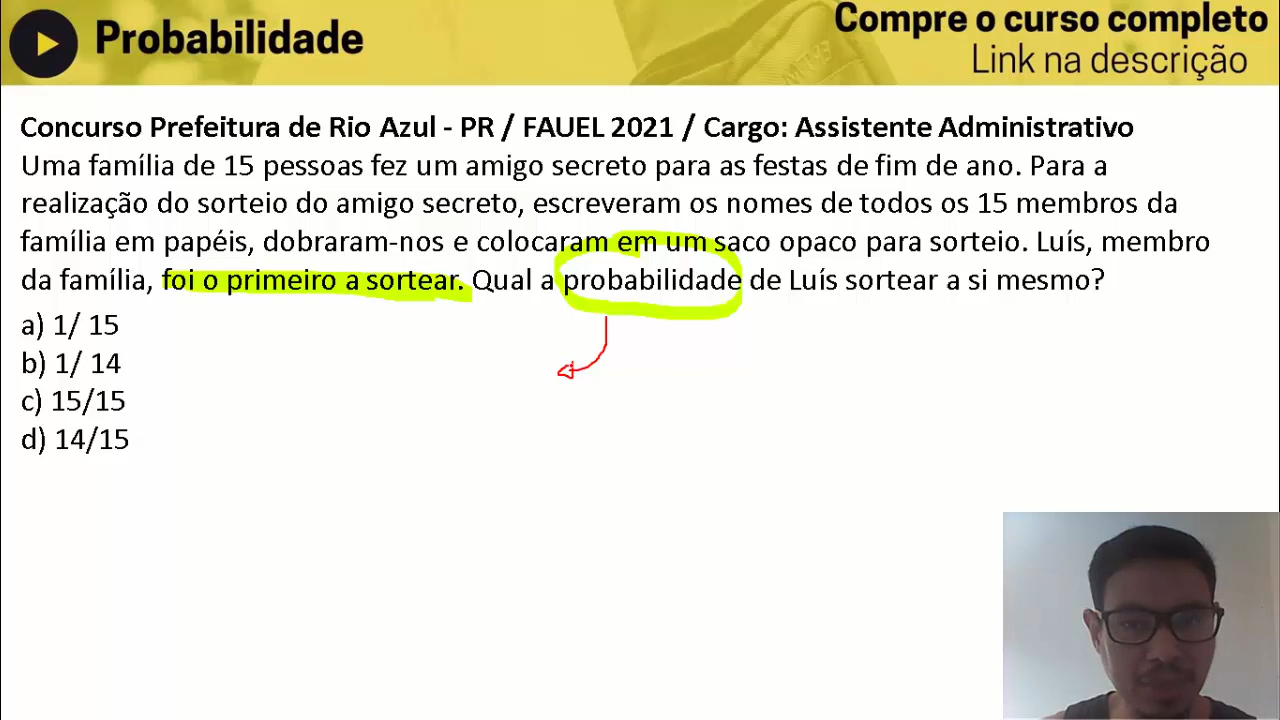 Probabilidade
Compre o curso completo
Link na descrição
Concurso Prefeitura de Rio Azul - PR / FAUEL 2021 / Cargo: Assistente Administrativo
Uma família de 15 pessoas fez um amigo secreto para as festas de fim de ano. Para a
realização do sorteio do amigo secreto, escreveram os nomes de todos os 15 membros da
família em papéis, dobraram-nos e colocaram em um saco opaco para sorteio. Luís, membro
da família, foi o primeiro a sortear. Qual a probabilidade de Luís sortear a si mesmo?
a) 1/ 15
b) 1/ 14
c) 15/15
d) 14/15